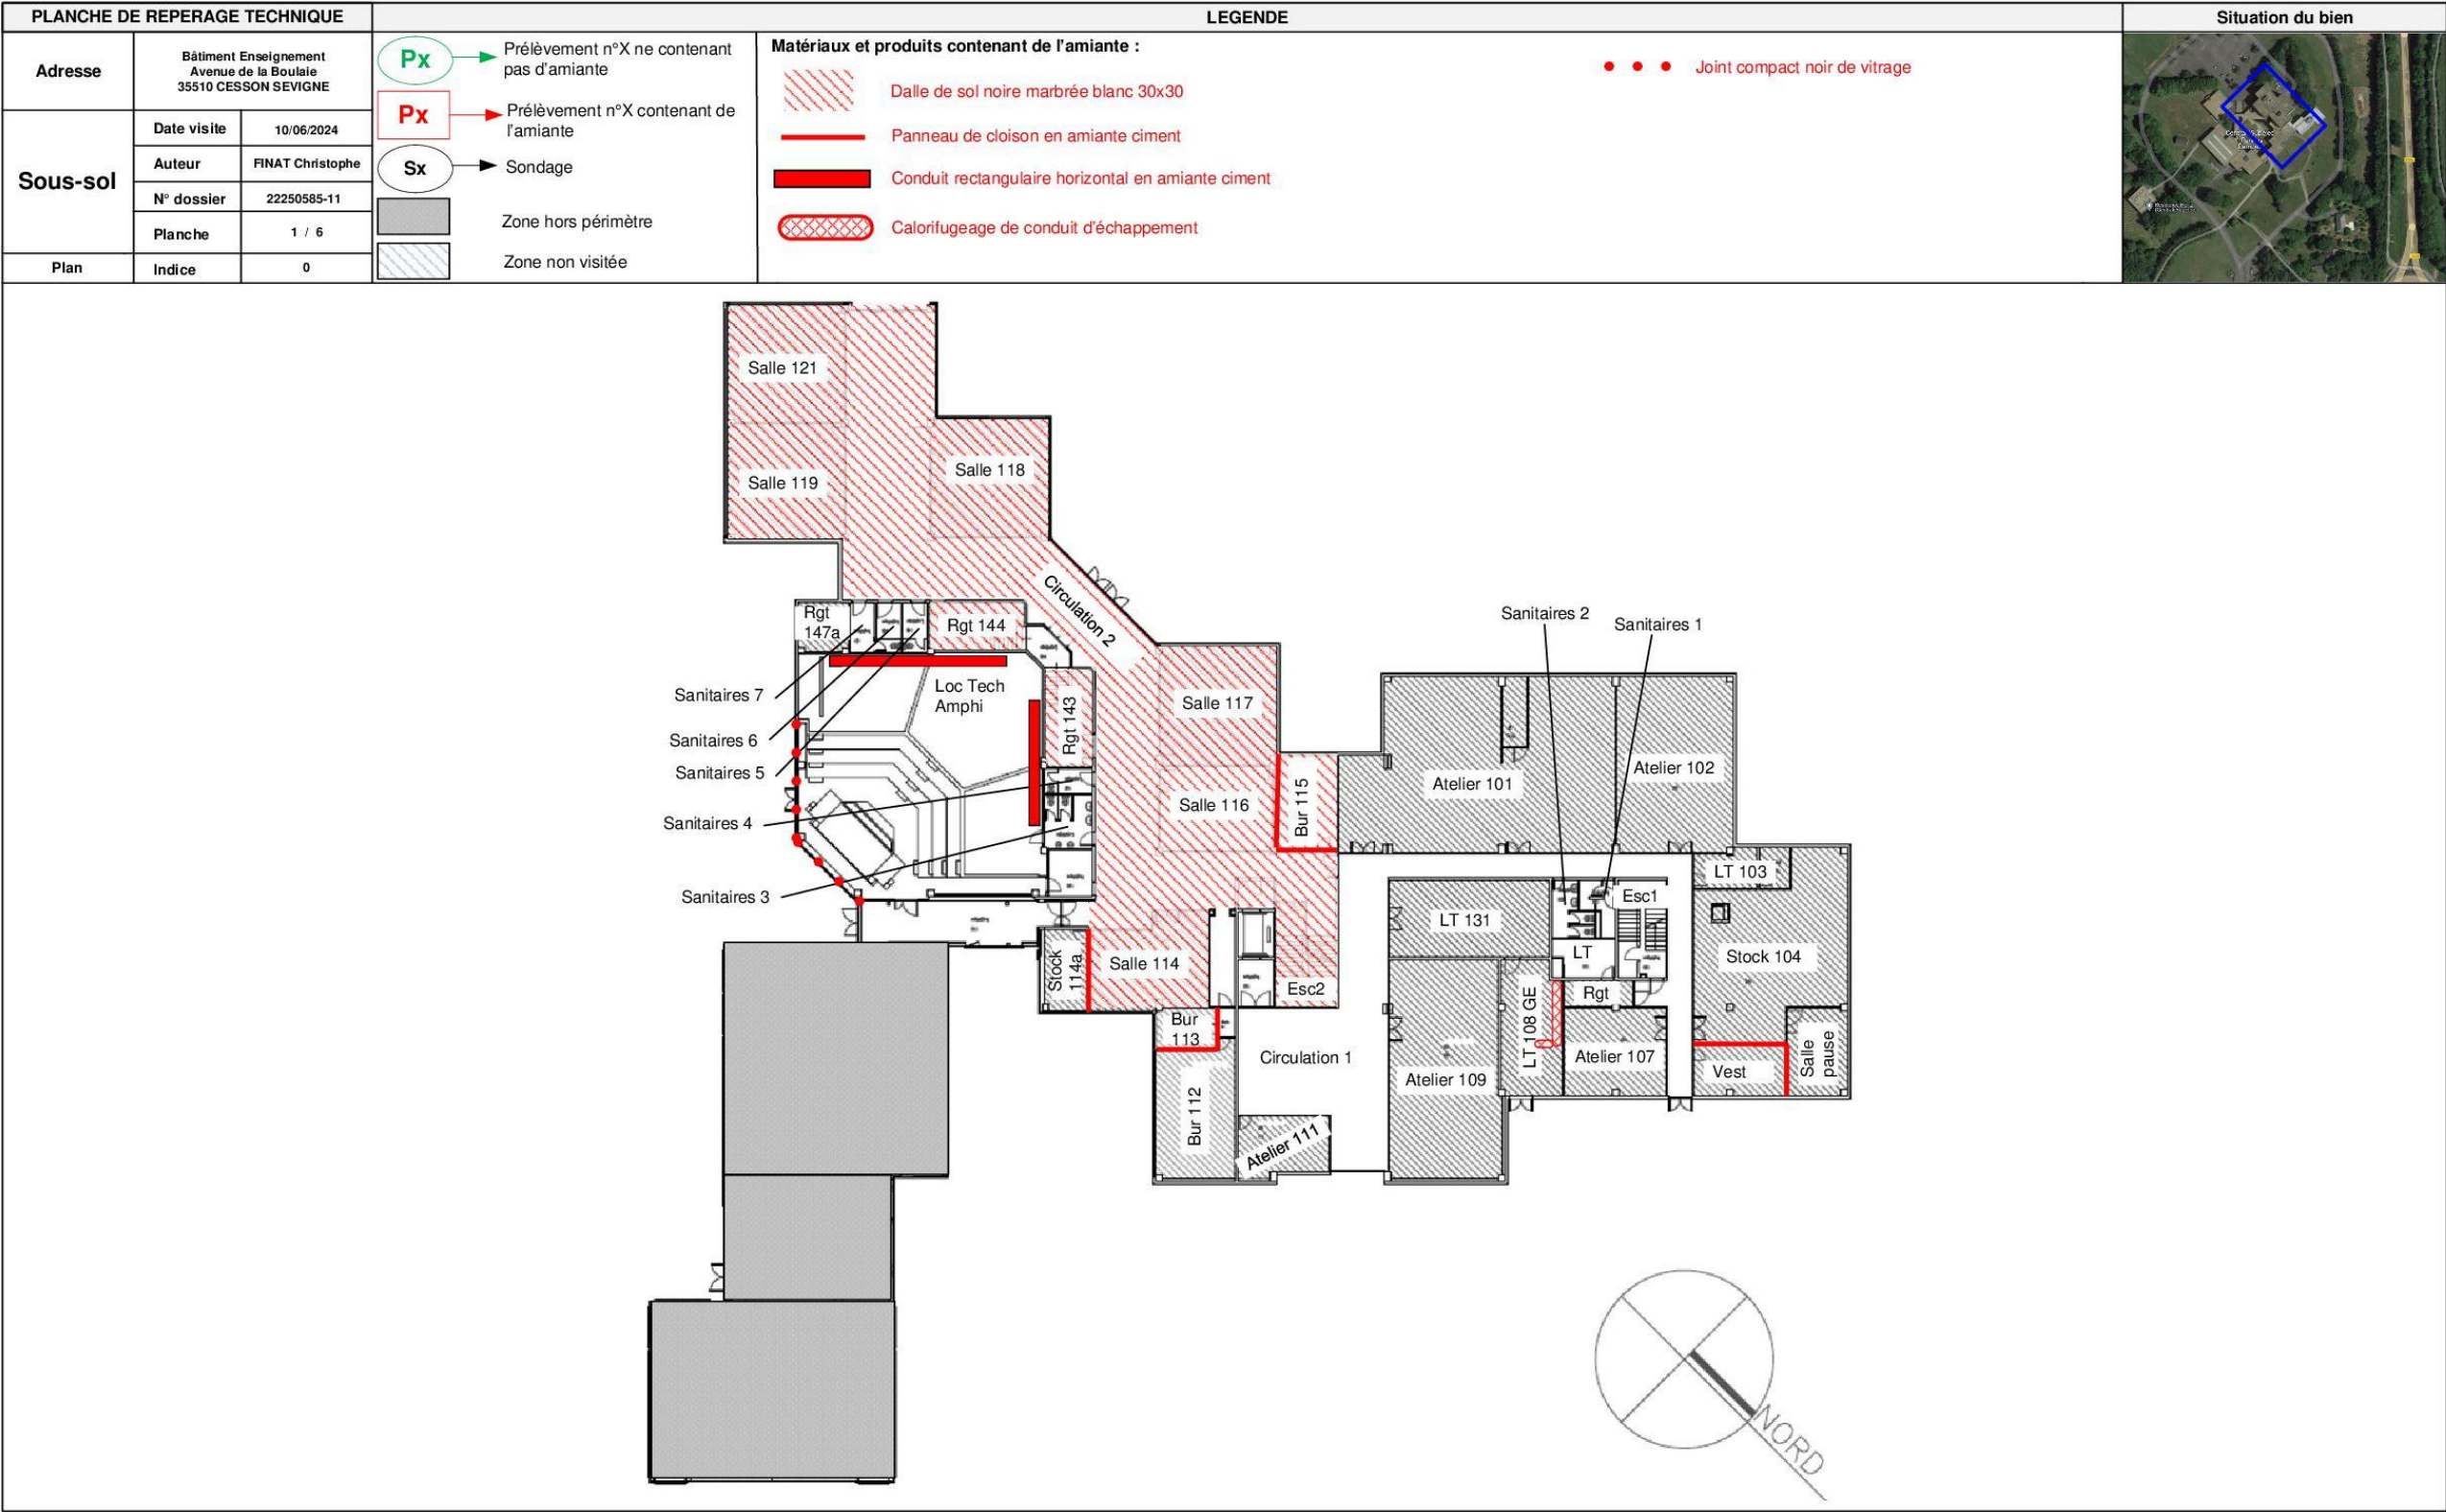 PLANCHE DE REPERAGE TECHNIQUE
LEGENDE
Situation du bien
Adresse
Bâtiment Enseignement
Avenue de la Boulaie
35510 CESSON SEVIGNE
Sous-sol
Date visite
10/06/2024
Auteur
FINAT Christophe
N° dossier
22250585-11
Planche
1 / 6
Plan
Indice
0
Px
Prélèvement n°X ne contenant
pas d'amiante
Px
Prélèvement n°X contenant de
l'amiante
Sx
Sondage
Zone hors périmètre
Zone non visitée
Matériaux et produits contenant de l'amiante :
Dalle de sol noire marbrée blanc 30x30
Panneau de cloison en amiante ciment
Conduit rectangulaire horizontal en amiante ciment
Calorifugeage de conduit d'échappement
Joint compact noir de vitrage
Salle 121
Salle 119
Salle 118
Circulation 2
Rgt
147a
Rgt 144
Sanitaires 2
Sanitaires 1
Sanitaires 7
Loc Tech
Amphi
Rgt 143
Salle 117
Sanitaires 6
Sanitaires 5
Atelier 101
Atelier 102
Salle 116
Bur 115
Sanitaires 4
Sanitaires 3
LT 103
Esc1
LT 131
LT
Stock
114a
Salle 114
Esc2
Stock 104
Rgt
LT 108 GE
Bur
113
Circulation 1
Atelier 107
Atelier 109
Vest
Salle
pause
Bur 112
Atelier 111
NORD